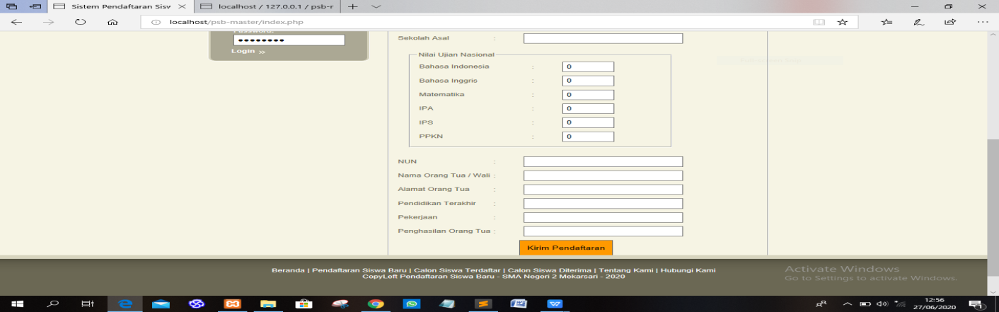 Sistem Pendaftaran Sisv
localhost / 127.0.0.1 / psb-r
localhost/psb-master/index.php
Password:
••••••••
Login »
Sekolah Asal :
Nilai Ujian Nasional
Bahasa Indonesia : 0
Bahasa Inggris : 0
Matematika : 0
IPA : 0
IPS : 0
PPKN : 0
NUN :
Nama Orang Tua / Wali :
Alamat Orang Tua :
Pendidikan Terakhir :
Pekerjaan :
Penghasilan Orang Tua :
Kirim Pendaftaran
Beranda | Pendaftaran Siswa Baru | Calon Siswa Terdaftar | Calon Siswa Diterima | Tentang Kami | Hubungi Kami
CopyLeft Pendaftaran Siswa Baru - SMA Negeri 2 Mekarsari - 2020
Activate Windows
Go to Settings to activate Windows.
12:56
27/06/2020